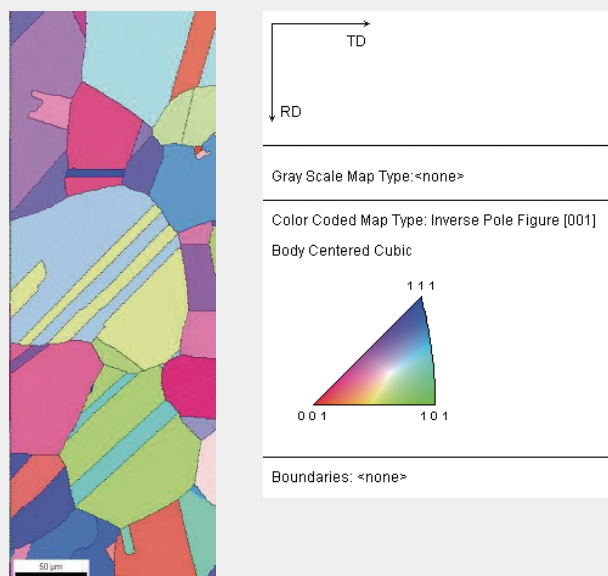 TD
RD
Gray Scale Map Type:<none>
Color Coded Map Type: Inverse Pole Figure [001]
Body Centered Cubic
1 1 1
0 0 1
1 0 1
Boundaries: <none>
50 µm